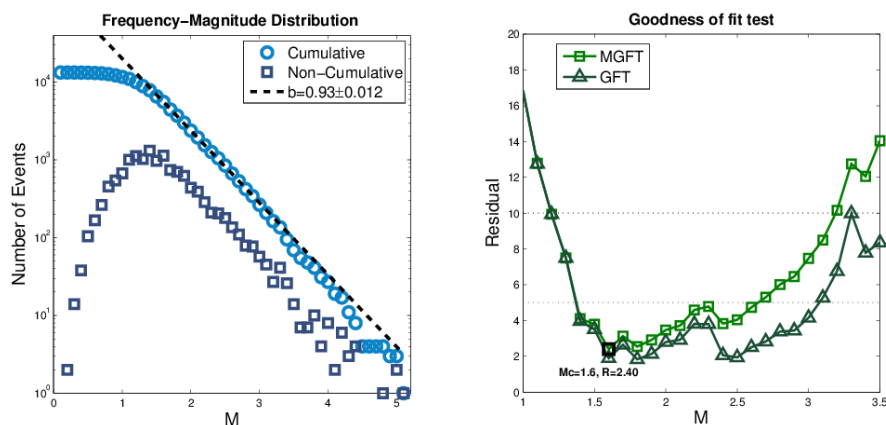 Frequency−Magnitude Distribution
Cumulative
Non−Cumulative
b=0.93±0.012
Number of Events
10^4
10^3
10^2
10^1
10^0
0 1 2 3 4 5
M
Goodness of fit test
MGFT
GFT
Residual
20
18
16
14
12
10
8
6
4
2
0
Mc=1.6, R=2.40
1 1.5 2 2.5 3 3.5
M